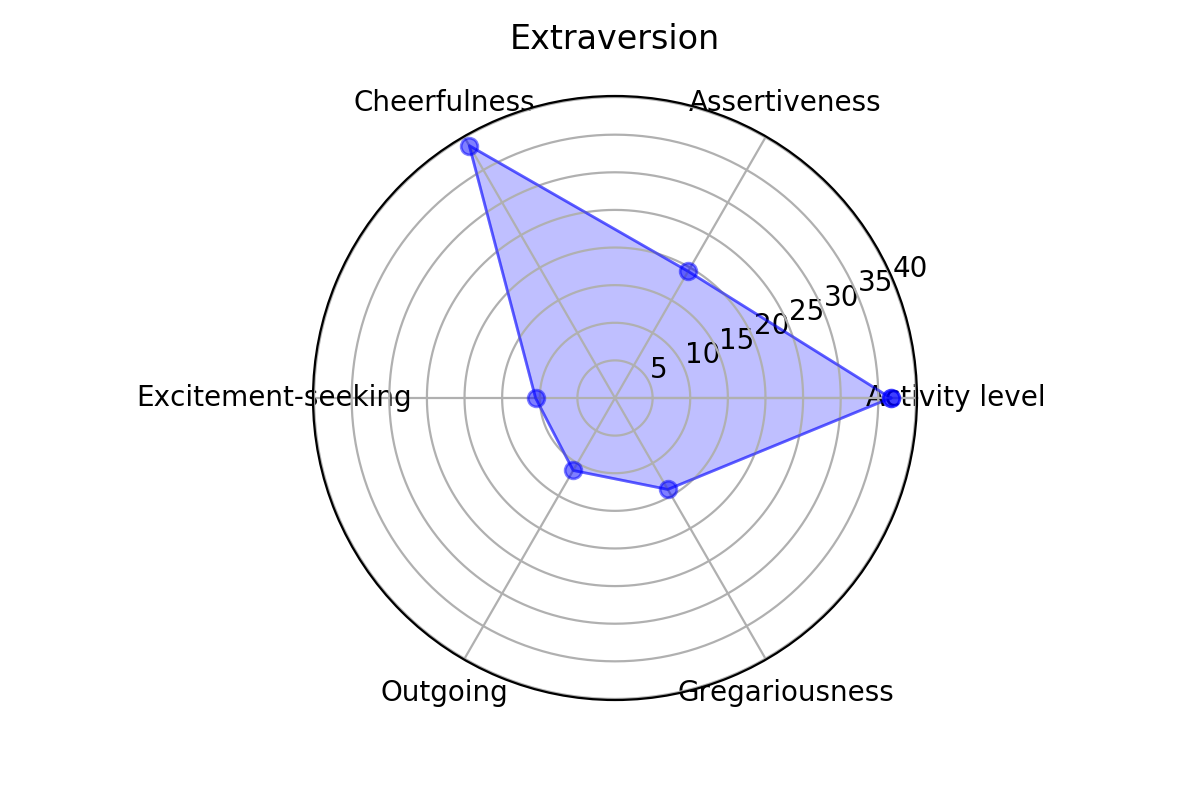 Extraversion
Cheerfulness
Assertiveness
40
35
30
25
20
15
10
5
Excitement-seeking
Activity level
Outgoing
Gregariousness